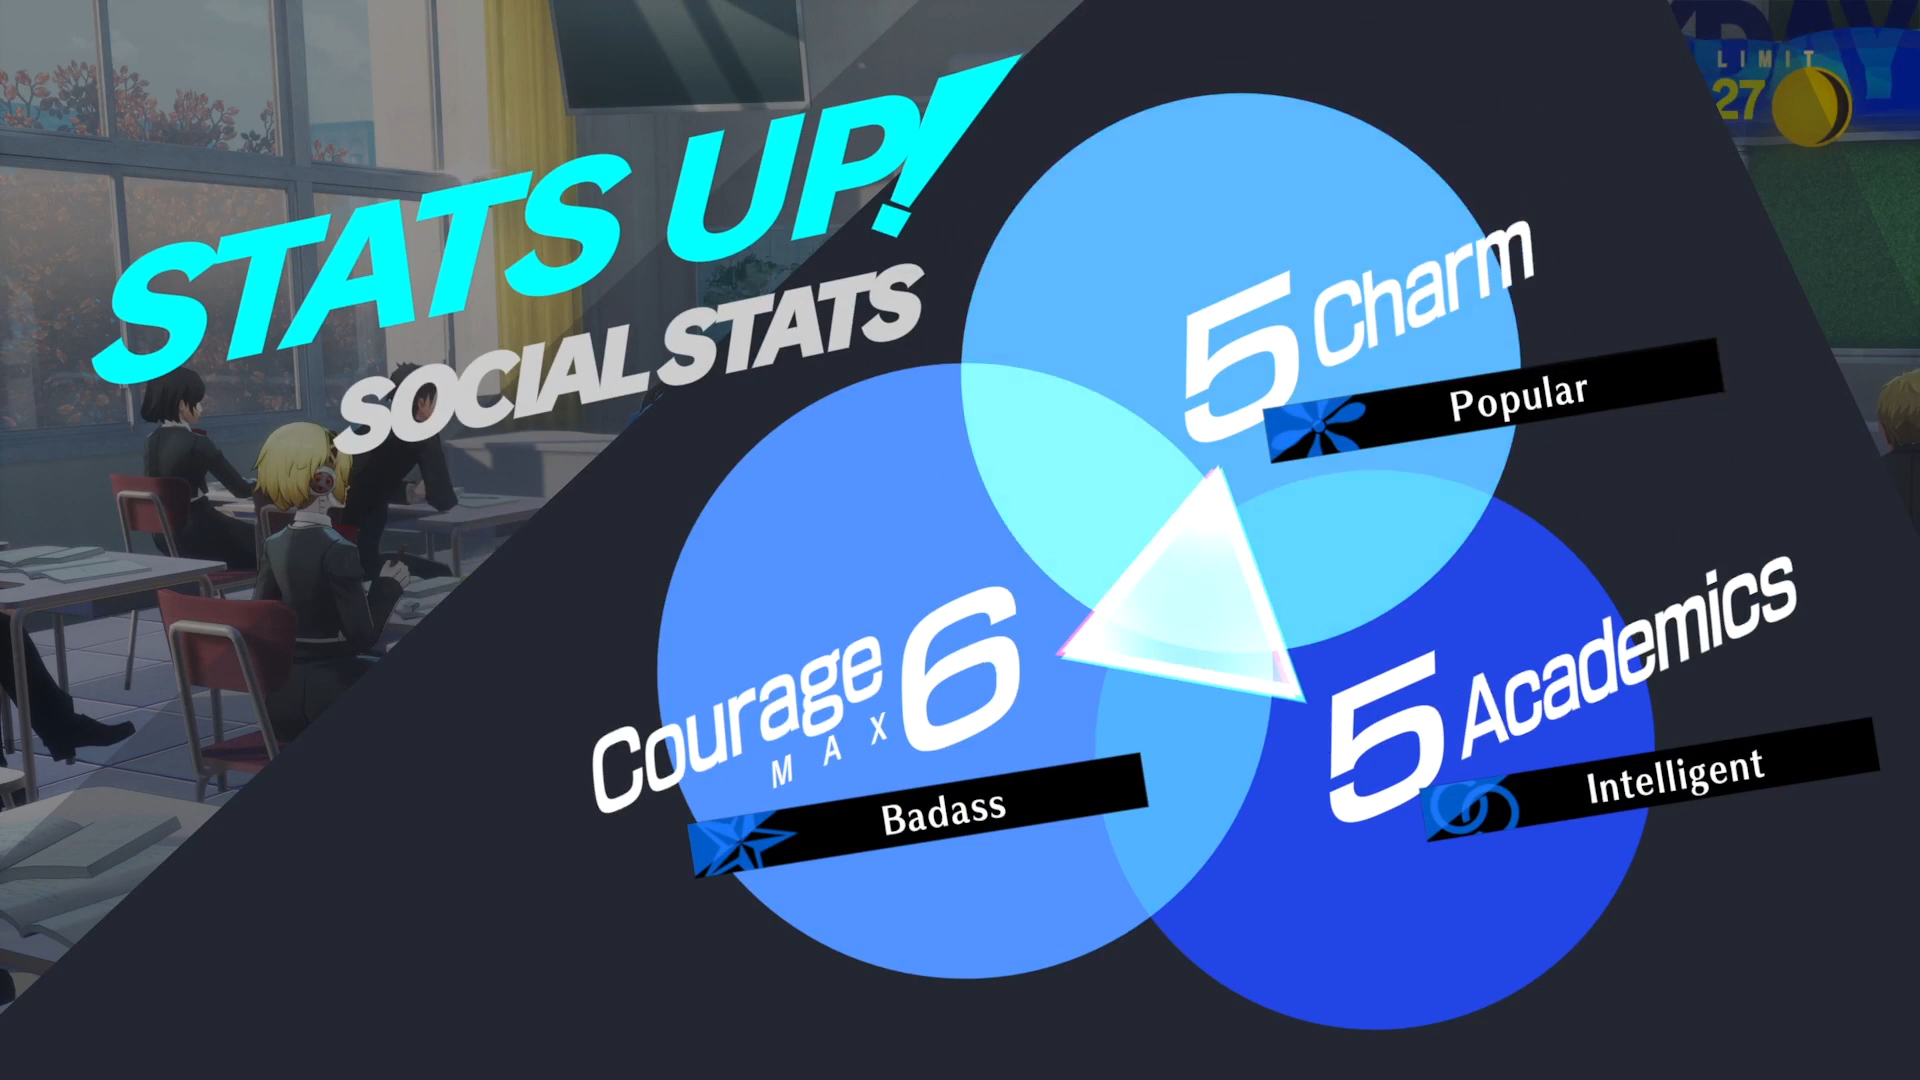 STATS UP!
SOCIAL STATS
LIMIT
27
5 Charm
Popular
Courage 6
MAX
Badass
5 Academics
Intelligent